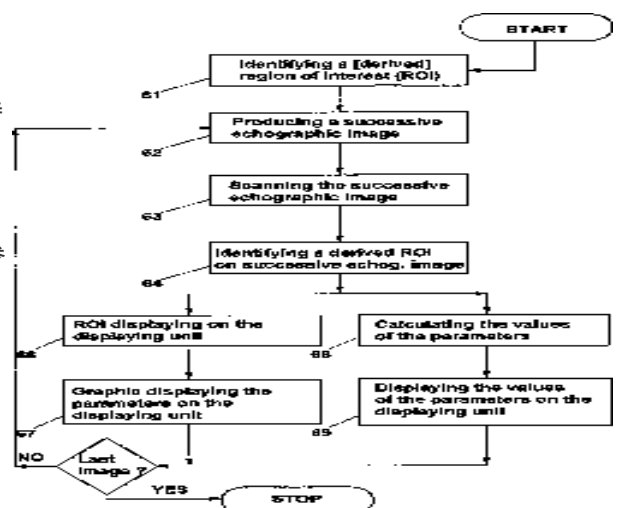 START
Identifying a [derived]
region of interest (ROI)
61
Producing a successive
echographic image
62
Scanning the successive
echographic image
63
Identifying a derived ROI
on successive echog. image
64
ROI displaying on the
displaying unit
Calculating the values
of the parameters
Graphic displaying the
parameters on the
displaying unit
67
Displaying the values
of the parameters on the
displaying unit
NO
Last
image ?
YES
STOP